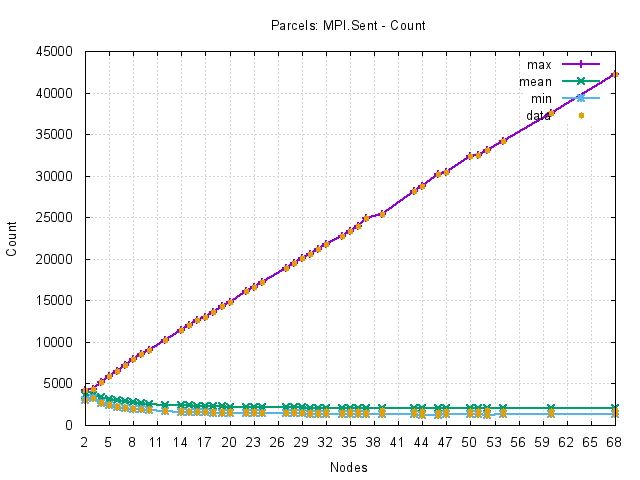 Parcels: MPI.Sent - Count
45000
40000
35000
30000
25000
20000
15000
10000
5000
0
Count
max
mean
min
data
2 5 8 11 14 17 20 23 26 29 32 35 38 41 44 47 50 53 56 59 62 65 68
Nodes